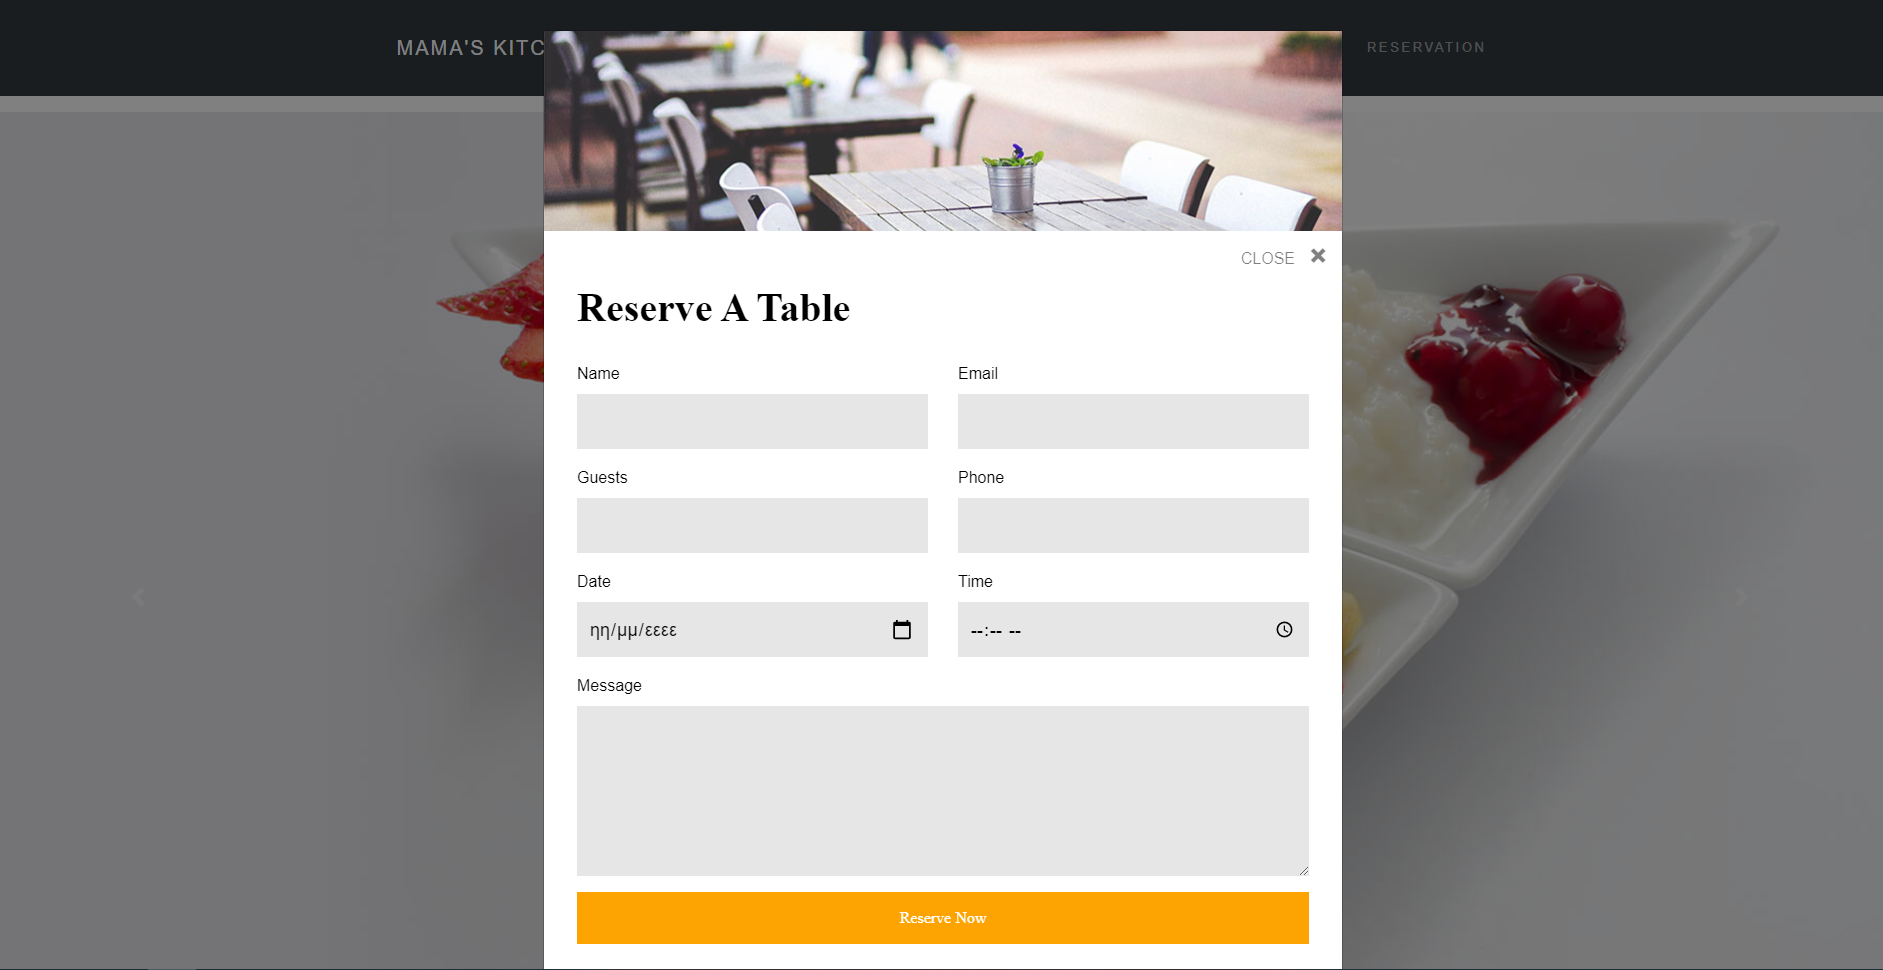 MAMA'S KITC
RESERVATION
CLOSE ✖
Reserve A Table
Name
Email
Guests
Phone
Date
Time
ηη/μμ/εεεε
--:-- --
Message
Reserve Now